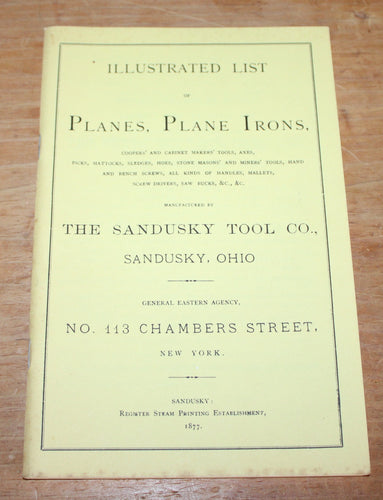 ILLUSTRATED LIST
OF
PLANES, PLANE IRONS,
COOPERS' AND CABINET MAKERS' TOOLS, AXES,
PICKS, MATTOCKS, SLEDGES, HOES, STONE MASONS' AND MINERS' TOOLS, HAND
AND BENCH SCREWS, ALL KINDS OF HANDLES, MALLETS,
SCREW DRIVERS, SAW BUCKS, &C., &C.
MANUFACTURED BY
THE SANDUSKY TOOL CO.,
SANDUSKY, OHIO
GENERAL EASTERN AGENCY,
NO. 113 CHAMBERS STREET,
NEW YORK.
SANDUSKY:
REGISTER STEAM PRINTING ESTABLISHMENT,
1877.